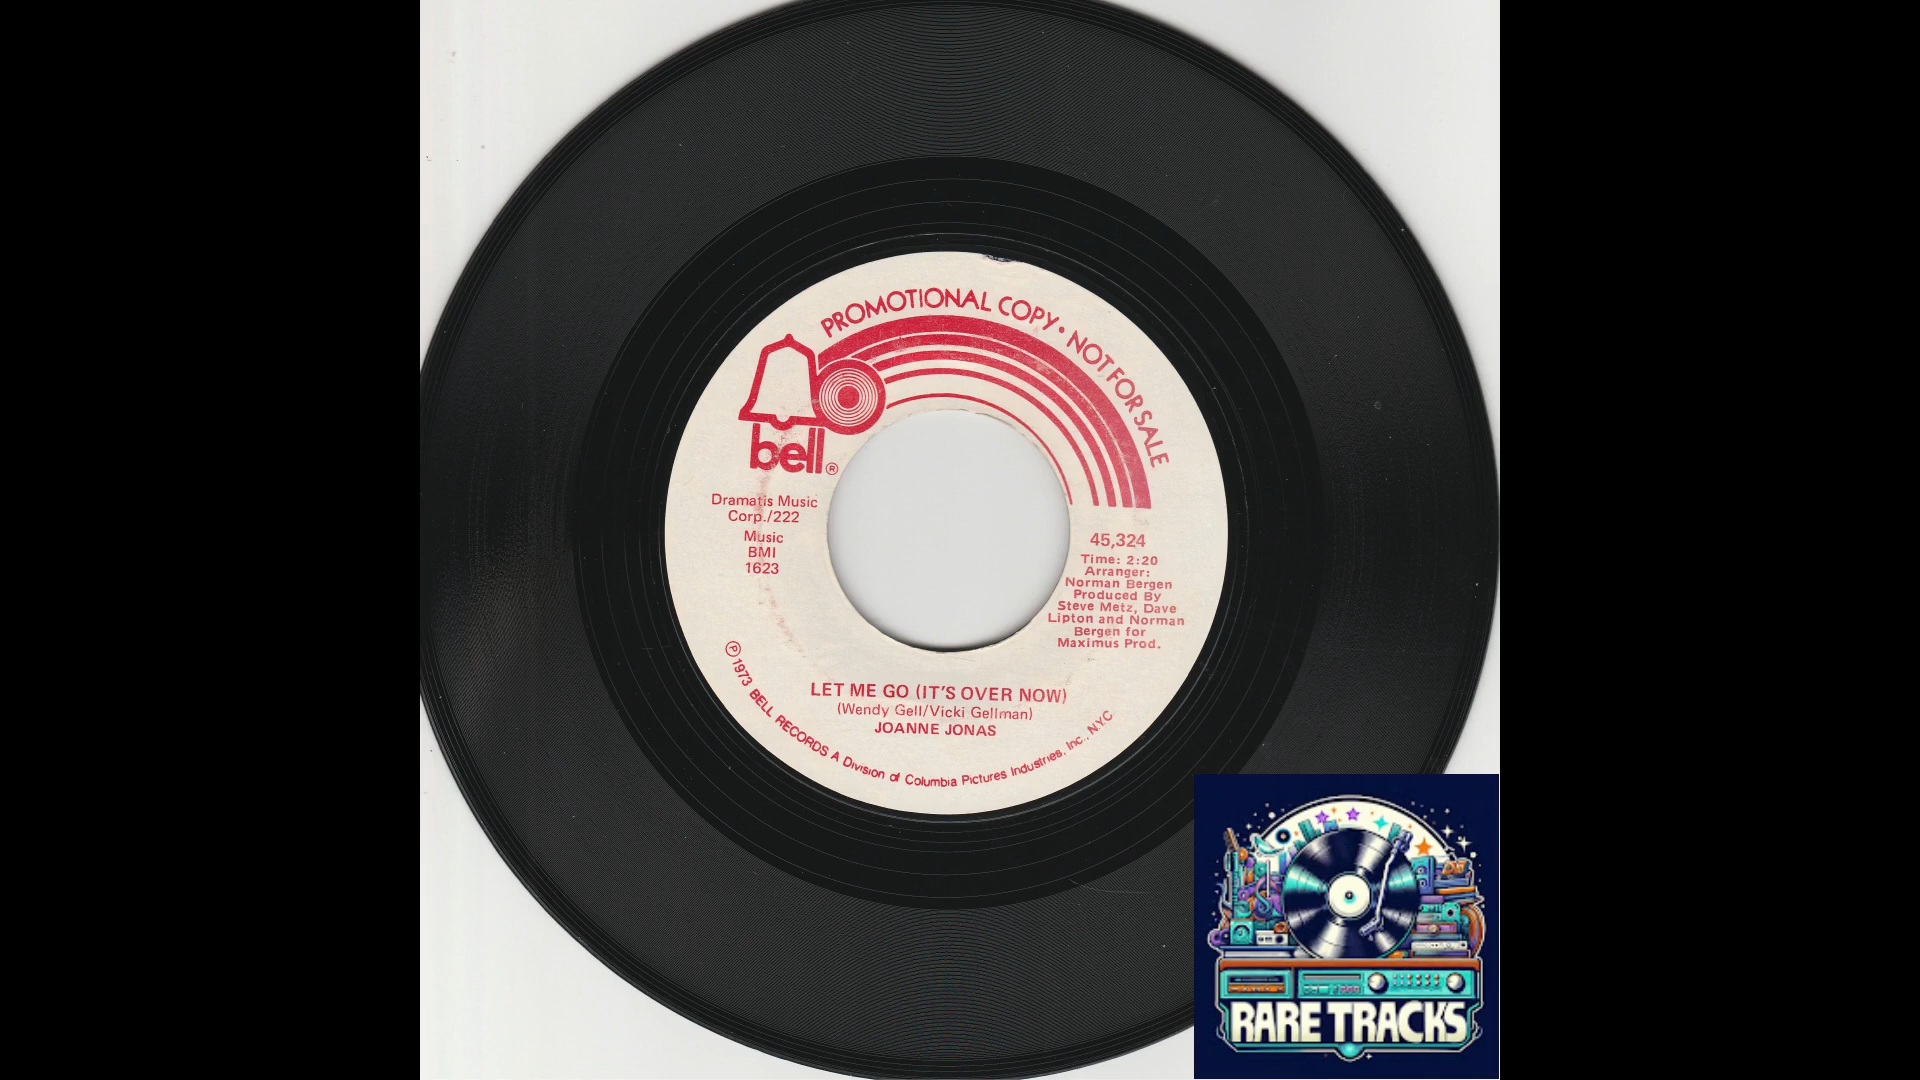 PROMOTIONAL COPY • NOT FOR SALE
bell®
Dramatis Music
Corp./222
Music
BMI
1623
45,324
Time: 2:20
Arranger:
Norman Bergen
Produced By
Steve Metz, Dave
Lipton and Norman
Bergen for
Maximus Prod.
LET ME GO (IT'S OVER NOW)
(Wendy Gell/Vicki Gellman)
JOANNE JONAS
Ⓟ1973 BELL RECORDS A Division of Columbia Pictures Industries, Inc., N.Y.C
RARE TRACKS